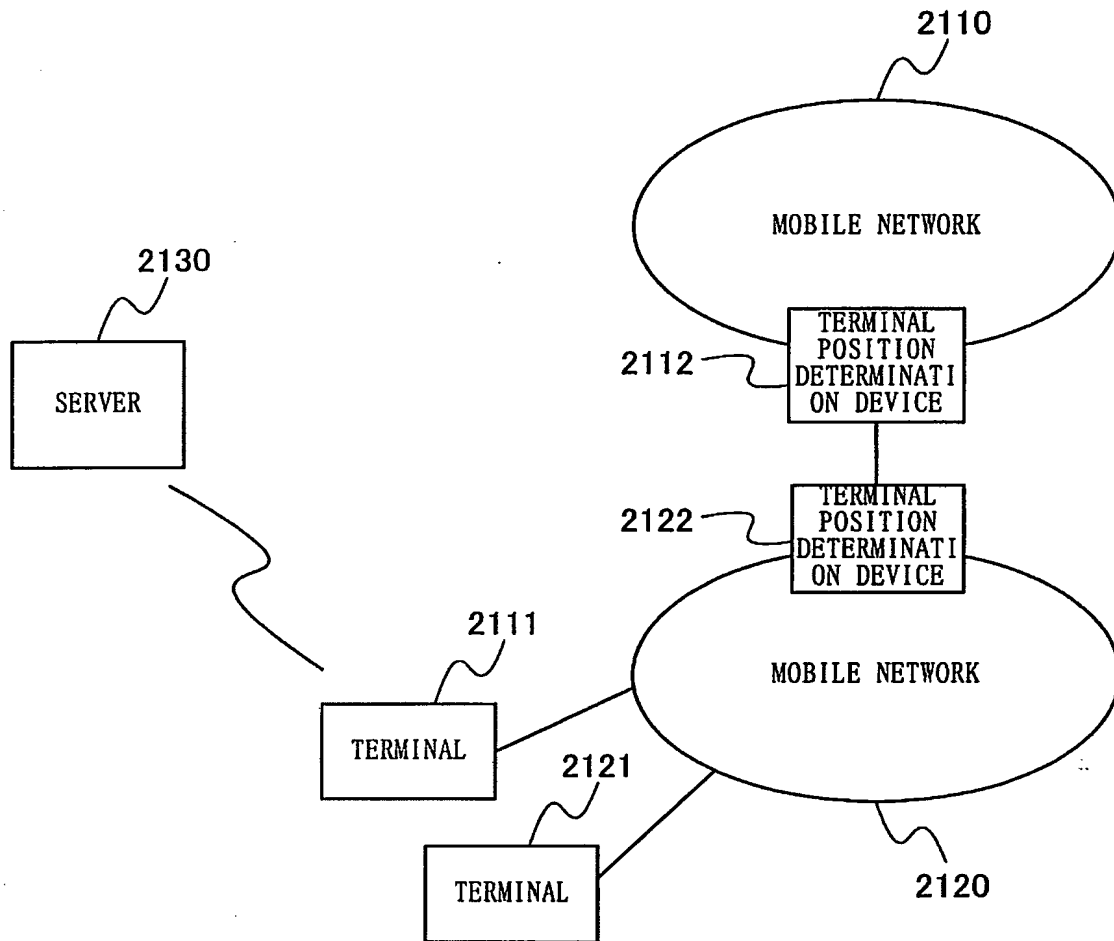 2110
MOBILE NETWORK
2130
SERVER
TERMINAL
POSITION
DETERMINATI
ON DEVICE
2112
TERMINAL
POSITION
DETERMINATI
ON DEVICE
2122
2111
TERMINAL
MOBILE NETWORK
2121
TERMINAL
2120